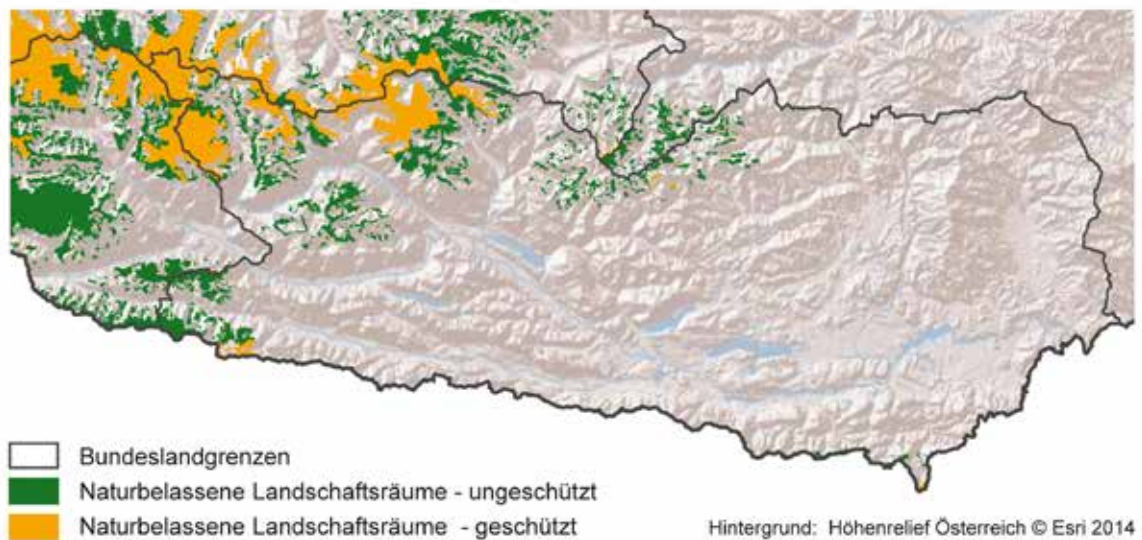 Bundeslandgrenzen
Naturbelassene Landschaftsräume - ungeschützt
Naturbelassene Landschaftsräume - geschützt
Hintergrund: Höhenrelief Österreich © Esri 2014